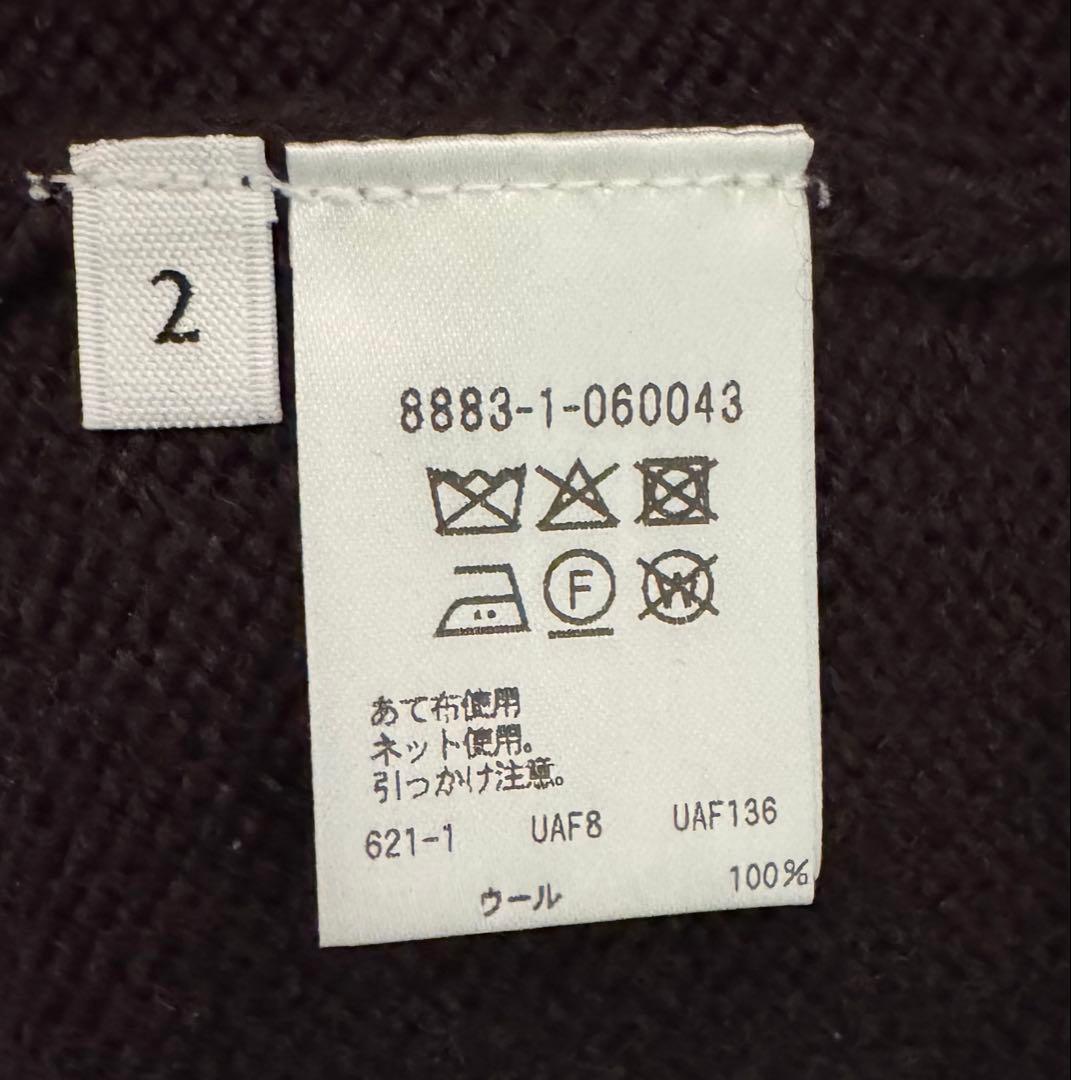 2
8883-1-060043
F W
あて布使用
ネット使用。
引っかけ注意。
621-1 UAF8 UAF136
ウール 100%